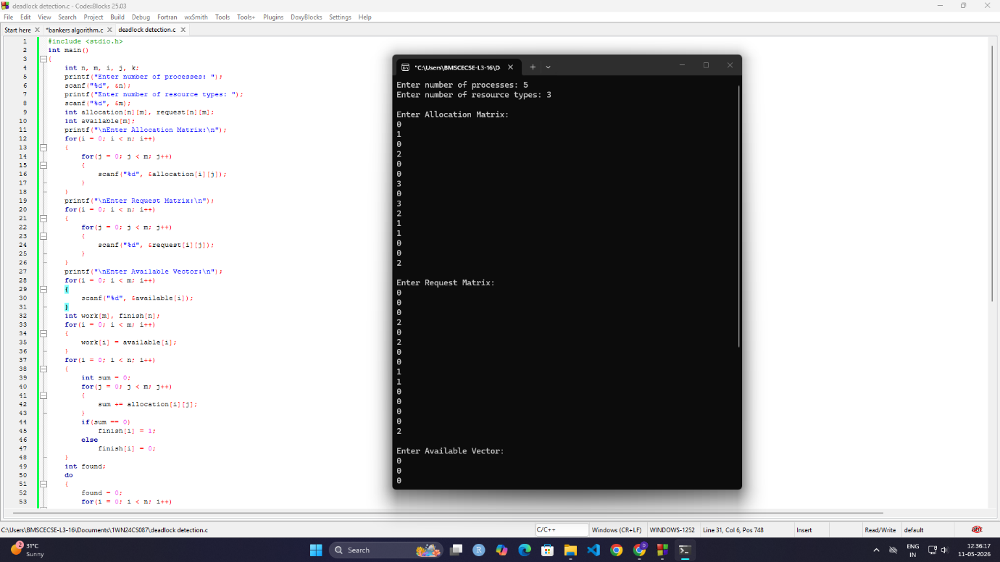 deadlock detection.c - Code::Blocks 25.03
File Edit View Search Project Build Debug Fortran wxSmith Tools Tools+ Plugins DoxyBlocks Settings Help
Start here *bankers algorithm.c deadlock detection.c
1 #include <stdio.h>
2 int main()
3 {
4 int n, m, i, j, k;
5 printf("Enter number of processes: ");
6 scanf("%d", &n);
7 printf("Enter number of resource types: ");
8 scanf("%d", &m);
9 int allocation[n][m], request[n][m];
10 int available[m];
11 printf("\nEnter Allocation Matrix:\n");
12 for(i = 0; i < n; i++)
13 {
14 for(j = 0; j < m; j++)
15 {
16 scanf("%d", &allocation[i][j]);
17 }
18 }
19 printf("\nEnter Request Matrix:\n");
20 for(i = 0; i < n; i++)
21 {
22 for(j = 0; j < m; j++)
23 {
24 scanf("%d", &request[i][j]);
25 }
26 }
27 printf("\nEnter Available Vector:\n");
28 for(i = 0; i < m; i++)
29 {
30 scanf("%d", &available[i]);
31 }
32 int work[m], finish[n];
33 for(i = 0; i < m; i++)
34 {
35 work[i] = available[i];
36 }
37 for(i = 0; i < n; i++)
38 {
39 int sum = 0;
40 for(j = 0; j < m; j++)
41 {
42 sum += allocation[i][j];
43 }
44 if(sum == 0)
45 finish[i] = 1;
46 else
47 finish[i] = 0;
48 }
49 int found;
50 do
51 {
52 found = 0;
53 for(i = 0; i < n; i++)
"C:\Users\BMSCECSE-L3-16\D
Enter number of processes: 5
Enter number of resource types: 3
Enter Allocation Matrix:
0
1
0
2
0
0
3
0
3
2
1
1
0
0
2
Enter Request Matrix:
0
0
0
2
0
2
0
0
1
1
0
0
0
0
2
Enter Available Vector:
0
0
0
C:\Users\BMSCECSE-L3-16\Documents\1WN24CS087\deadlock detection.c C/C++ Windows (CR+LF) WINDOWS-1252 Line 31, Col 6, Pos 748 Insert Read/Write default
2
31°C
Sunny
Search
R
0
ENG
IN
12:36:17
11-05-2026